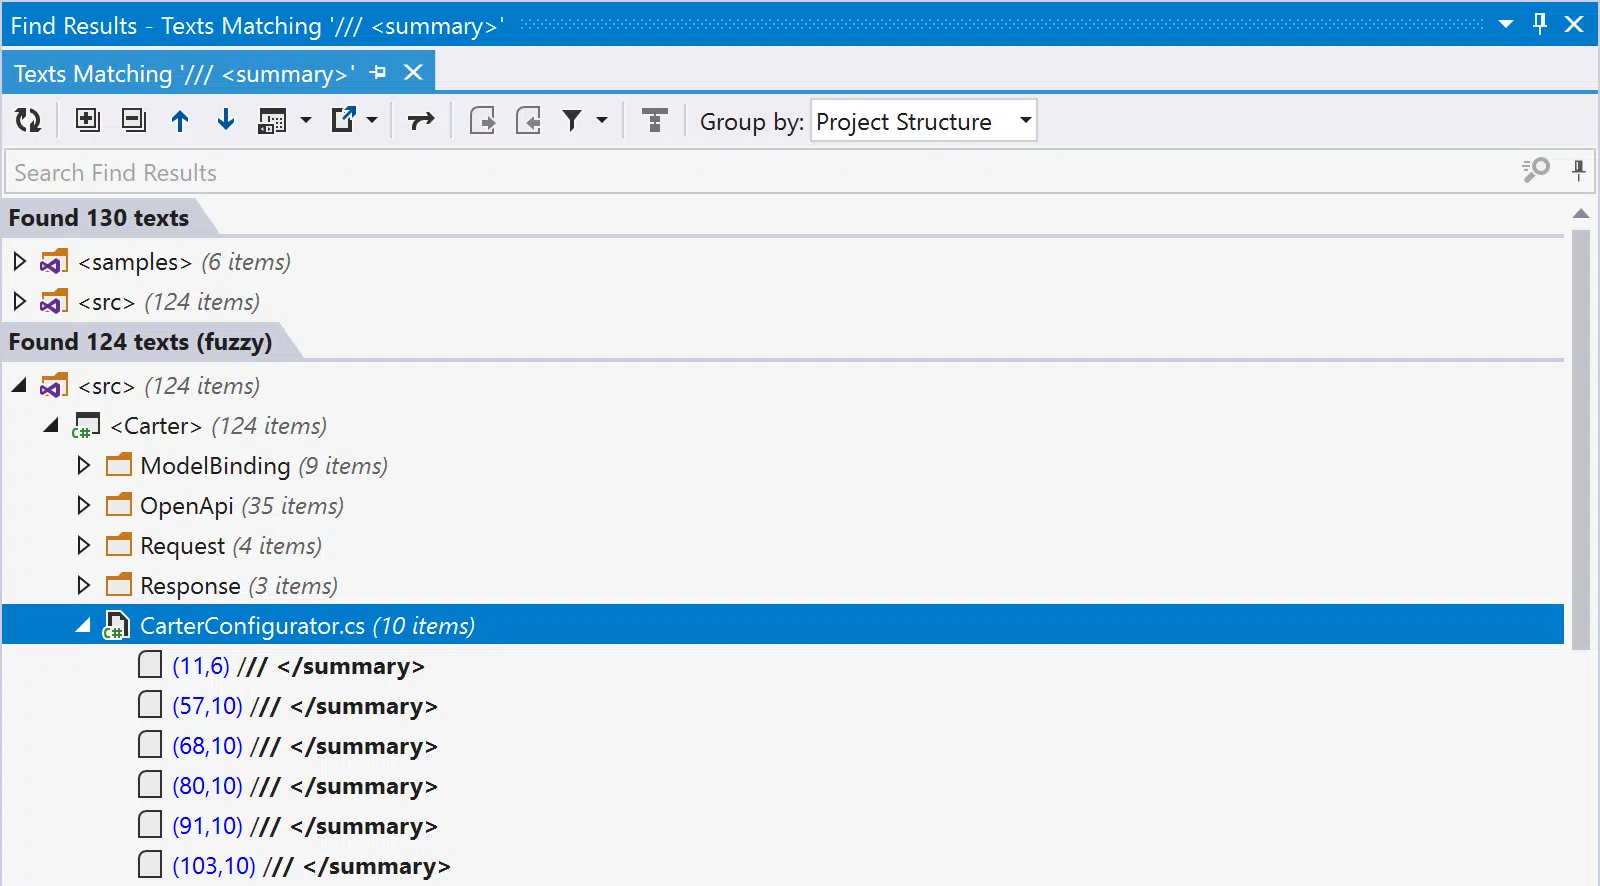 Find Results - Texts Matching '/// <summary>'
Texts Matching '/// <summary>'
Group by: Project Structure
Search Find Results
Found 130 texts
<samples> (6 items)
<src> (124 items)
Found 124 texts (fuzzy)
<src> (124 items)
C# <Carter> (124 items)
ModelBinding (9 items)
OpenApi (35 items)
Request (4 items)
Response (3 items)
C# CarterConfigurator.cs (10 items)
(11,6) /// </summary>
(57,10) /// </summary>
(68,10) /// </summary>
(80,10) /// </summary>
(91,10) /// </summary>
(103,10) /// </summary>